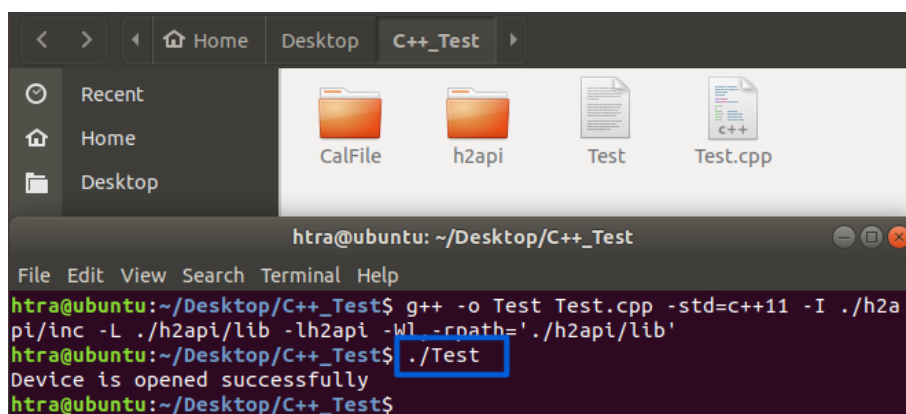 Home Desktop C++_Test
Recent
Home
Desktop
CalFile h2api Test Test.cpp
c++
htra@ubuntu: ~/Desktop/C++_Test
File Edit View Search Terminal Help
htra@ubuntu:~/Desktop/C++_Test$ g++ -o Test Test.cpp -std=c++11 -I ./h2a
pi/inc -L ./h2api/lib -lh2api -Wl,-rpath='./h2api/lib'
htra@ubuntu:~/Desktop/C++_Test$ ./Test
Device is opened successfully
htra@ubuntu:~/Desktop/C++_Test$